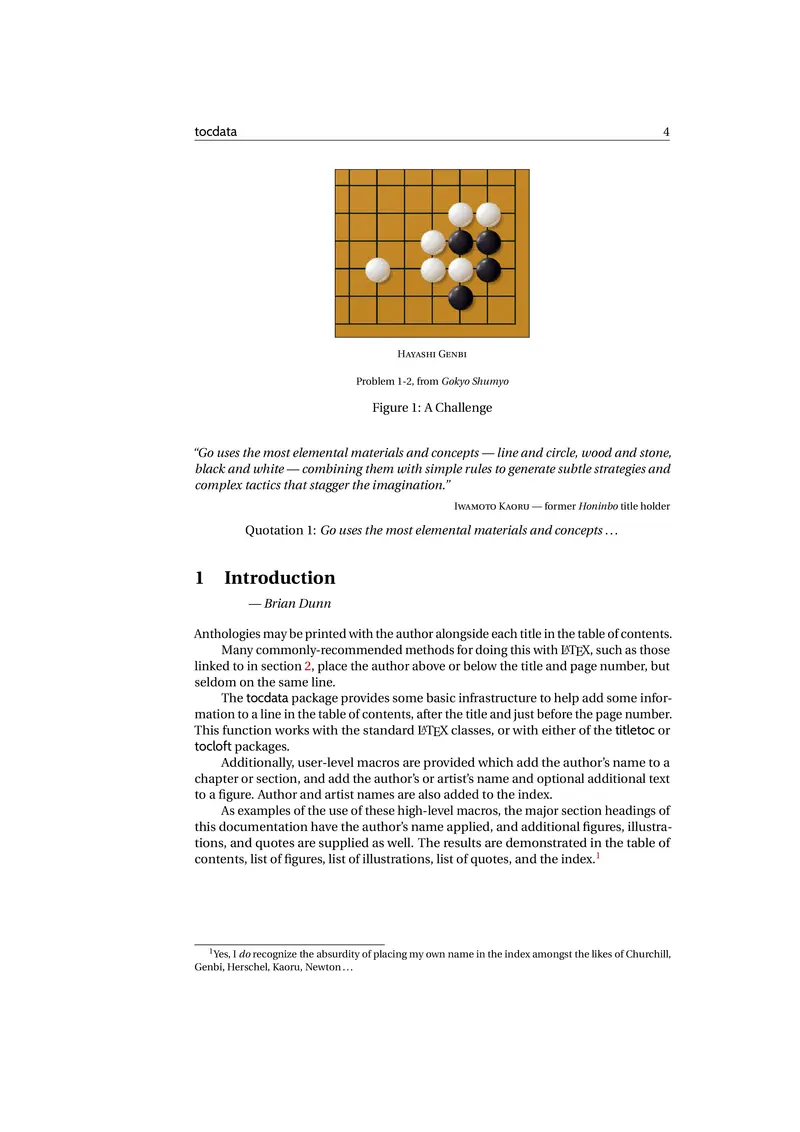 tocdata 4
Hayashi Genbi
Problem 1-2, from Gokyo Shumyo
Figure 1: A Challenge
“Go uses the most elemental materials and concepts — line and circle, wood and stone,
black and white — combining them with simple rules to generate subtle strategies and
complex tactics that stagger the imagination.”
Iwamoto Kaoru — former Honinbo title holder
Quotation 1: Go uses the most elemental materials and concepts . . .
1 Introduction
— Brian Dunn
Anthologies may be printed with the author alongside each title in the table of contents.
Many commonly-recommended methods for doing this with LATEX, such as those
linked to in section 2, place the author above or below the title and page number, but
seldom on the same line.
The tocdata package provides some basic infrastructure to help add some infor-
mation to a line in the table of contents, after the title and just before the page number.
This function works with the standard LATEX classes, or with either of the titletoc or
tocloft packages.
Additionally, user-level macros are provided which add the author’s name to a
chapter or section, and add the author’s or artist’s name and optional additional text
to a figure. Author and artist names are also added to the index.
As examples of the use of these high-level macros, the major section headings of
this documentation have the author’s name applied, and additional figures, illustra-
tions, and quotes are supplied as well. The results are demonstrated in the table of
contents, list of figures, list of illustrations, list of quotes, and the index.1
1Yes, I do recognize the absurdity of placing my own name in the index amongst the likes of Churchill,
Genbi, Herschel, Kaoru, Newton . . .